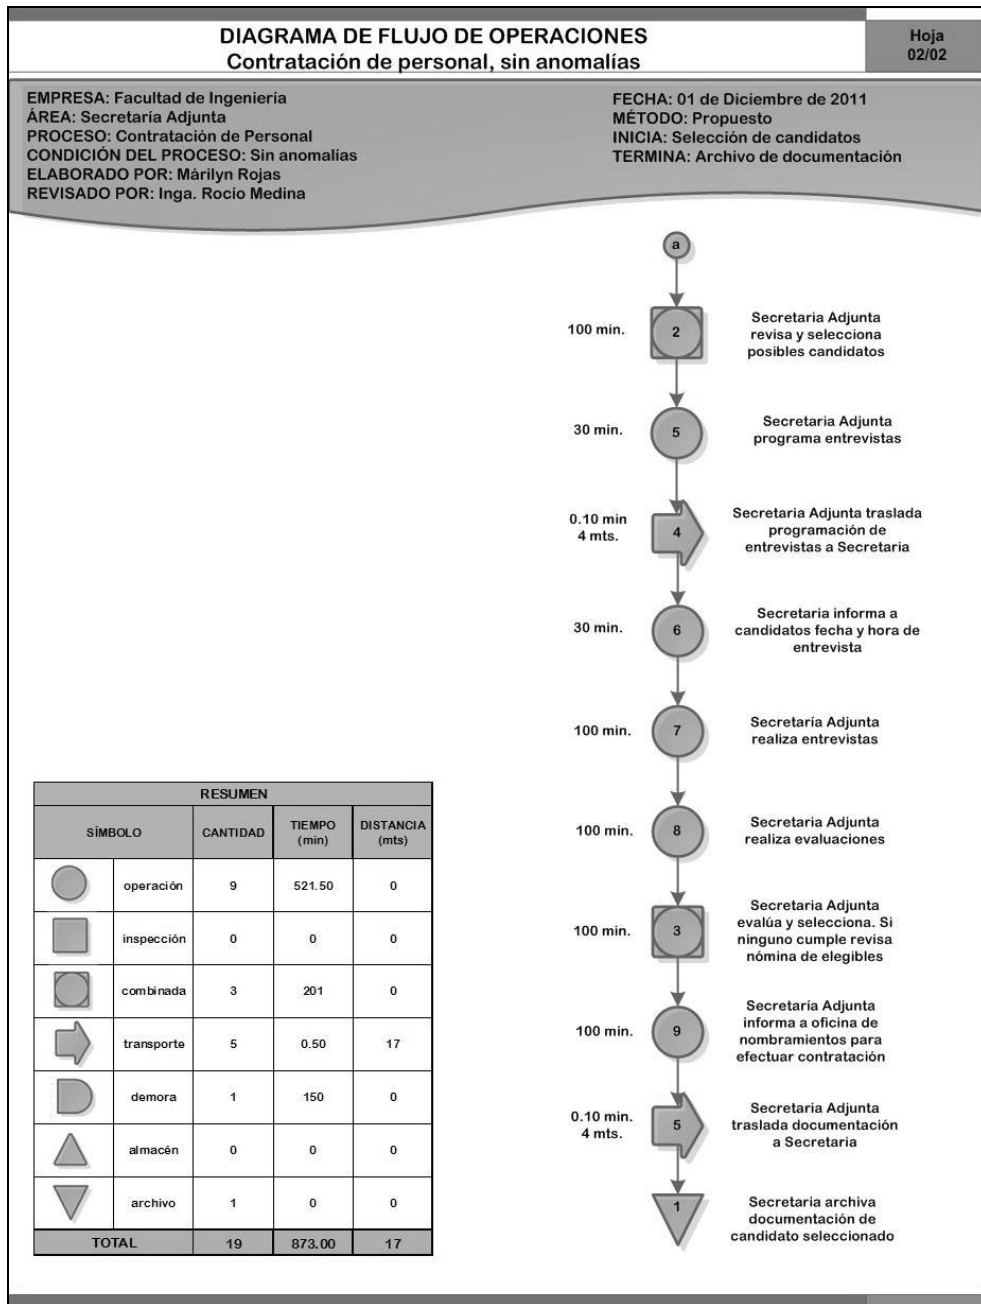 DIAGRAMA DE FLUJO DE OPERACIONES
Contratación de personal, sin anomalías
Hoja
02/02
EMPRESA: Facultad de Ingeniería
ÁREA: Secretaría Adjunta
PROCESO: Contratación de Personal
CONDICIÓN DEL PROCESO: Sin anomalías
ELABORADO POR: Márilyn Rojas
REVISADO POR: Inga. Rocío Medina
FECHA: 01 de Diciembre de 2011
MÉTODO: Propuesto
INICIA: Selección de candidatos
TERMINA: Archivo de documentación
a
100 min.
2
Secretaria Adjunta
revisa y selecciona
posibles candidatos
30 min.
5
Secretaria Adjunta
programa entrevistas
0.10 min
4 mts.
4
Secretaria Adjunta traslada
programación de
entrevistas a Secretaria
30 min.
6
Secretaria informa a
candidatos fecha y hora de
entrevista
100 min.
7
Secretaría Adjunta
realiza entrevistas
100 min.
8
Secretaria Adjunta
realiza evaluaciones
100 min.
3
Secretaria Adjunta
evalúa y selecciona. Si
ninguno cumple revisa
nómina de elegibles
100 min.
9
Secretaría Adjunta
informa a oficina de
nombramientos para
efectuar contratación
0.10 min.
4 mts.
5
Secretaria Adjunta
traslada documentación
a Secretaria
1
Secretaria archiva
documentación de
candidato seleccionado
RESUMEN
SÍMBOLO CANTIDAD TIEMPO (min) DISTANCIA (mts)
operación 9 521.50 0
inspección 0 0 0
combinada 3 201 0
transporte 5 0.50 17
demora 1 150 0
almacén 0 0 0
archivo 1 0 0
TOTAL 19 873.00 17